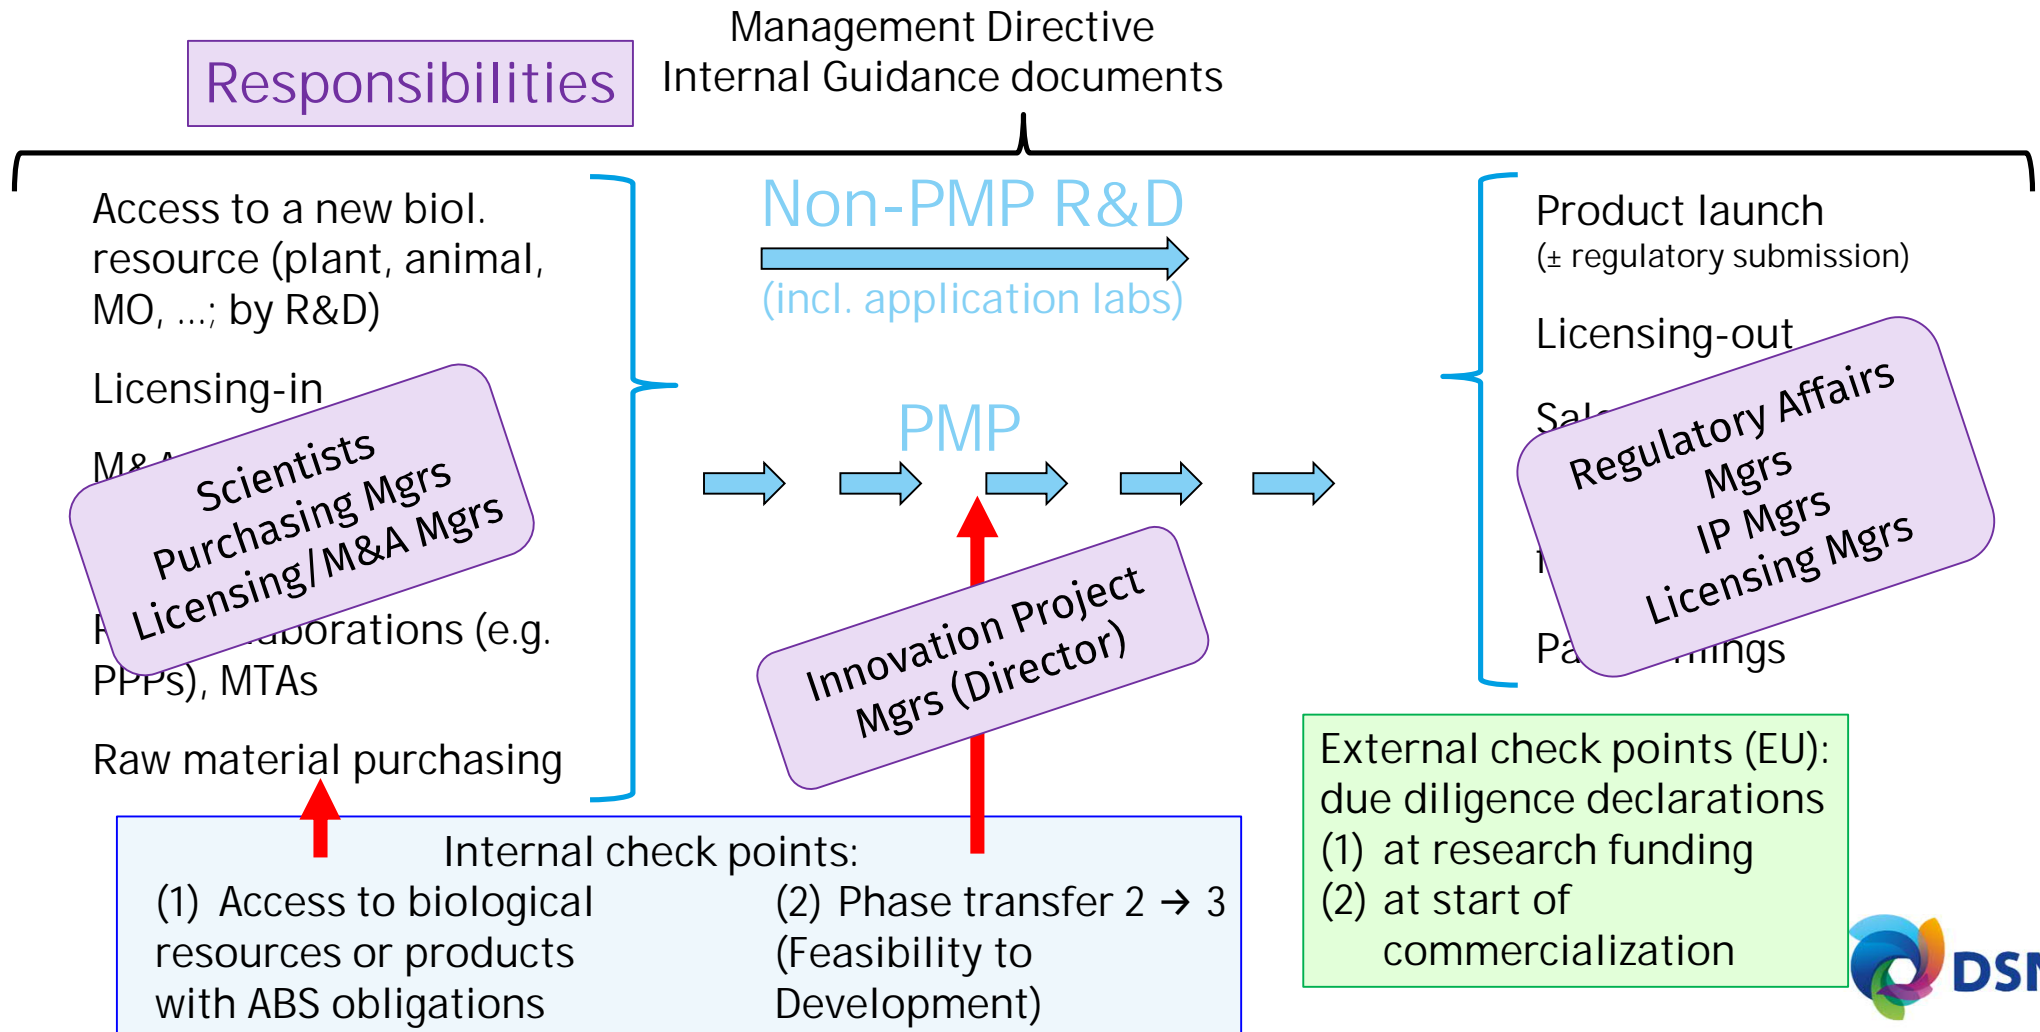 Management Directive
Internal Guidance documents
Responsibilities
Access to a new biol.
resource (plant, animal,
MO, ...; by R&D)
Licensing-in
Scientists
Purchasing Mgrs
Licensing/M&A Mgrs
PPPs), MTAs
(e.g.
Raw material purchasing
Non-PMP R&D
(incl. application labs)
PMP
Innovation Project
Mgrs (Director)
Product launch
(± regulatory submission)
Licensing-out
Regulatory Affairs
Mgrs
IP Mgrs
Licensing Mgrs
Internal check points:
(1) Access to biological
resources or products
with ABS obligations
(2) Phase transfer 2 → 3
(Feasibility to
Development)
External check points (EU):
due diligence declarations
(1) at research funding
(2) at start of
commercialization